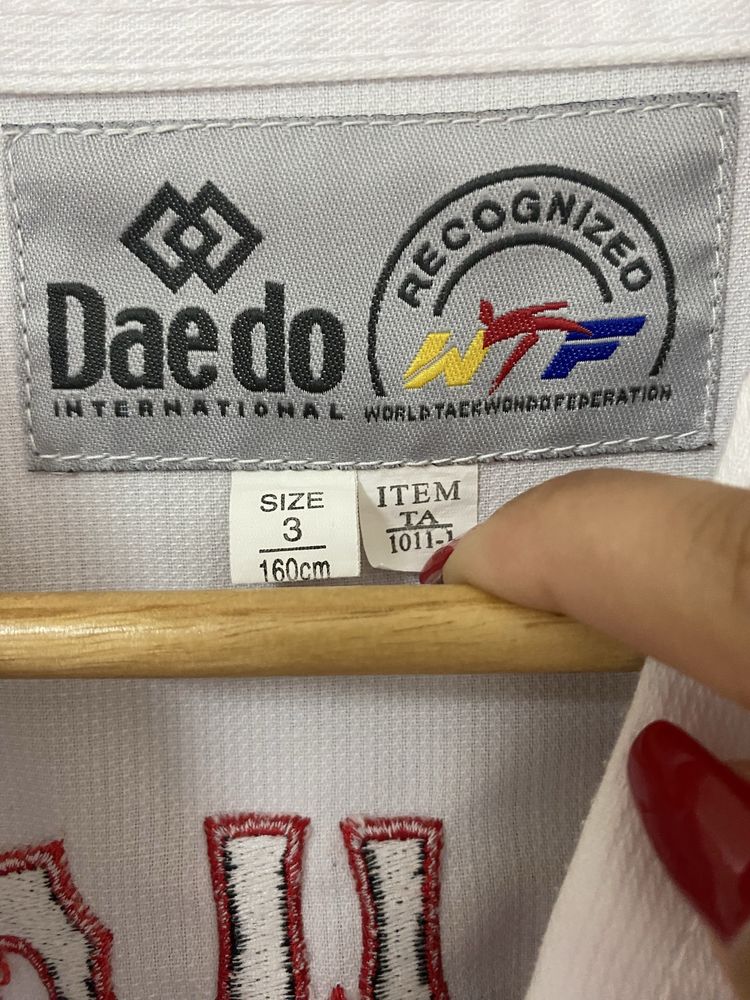 Daedo
INTERNATIONAL
RECOGNIZED
WTF
WORLD TAEKWONDO FEDERATION
SIZE
3
160cm
ITEM
TA
1011-1